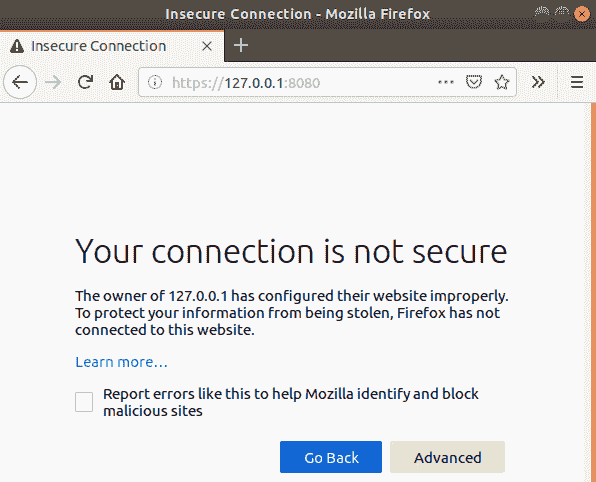 Insecure Connection - Mozilla Firefox
Insecure Connection
https://127.0.0.1:8080
Your connection is not secure
The owner of 127.0.0.1 has configured their website improperly.
To protect your information from being stolen, Firefox has not
connected to this website.
Learn more…
Report errors like this to help Mozilla identify and block
malicious sites
Go Back Advanced